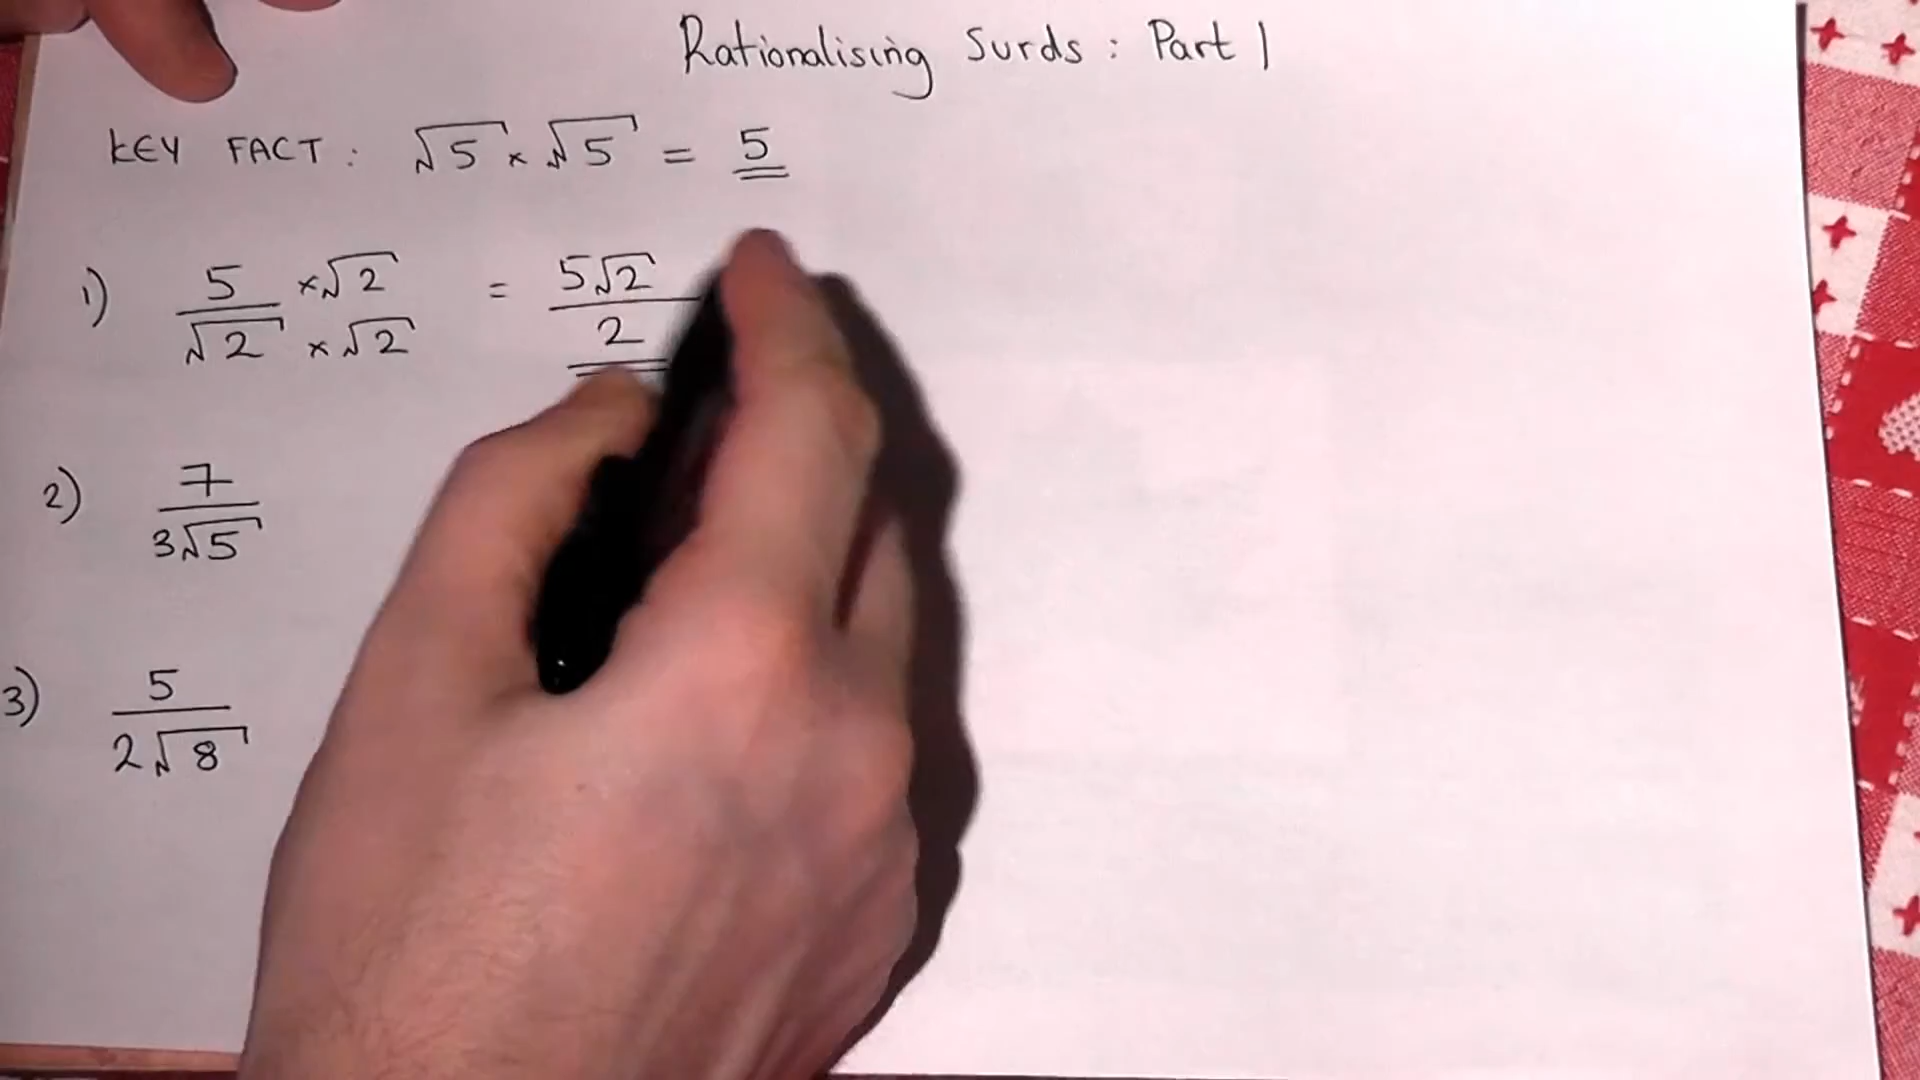 Rationalising Surds : Part 1
KEY FACT : √5 × √5 = 5
1) 5 ×√2 / √2 ×√2 = 5√2 / 2
2) 7 / 3√5
3) 5 / 2√8